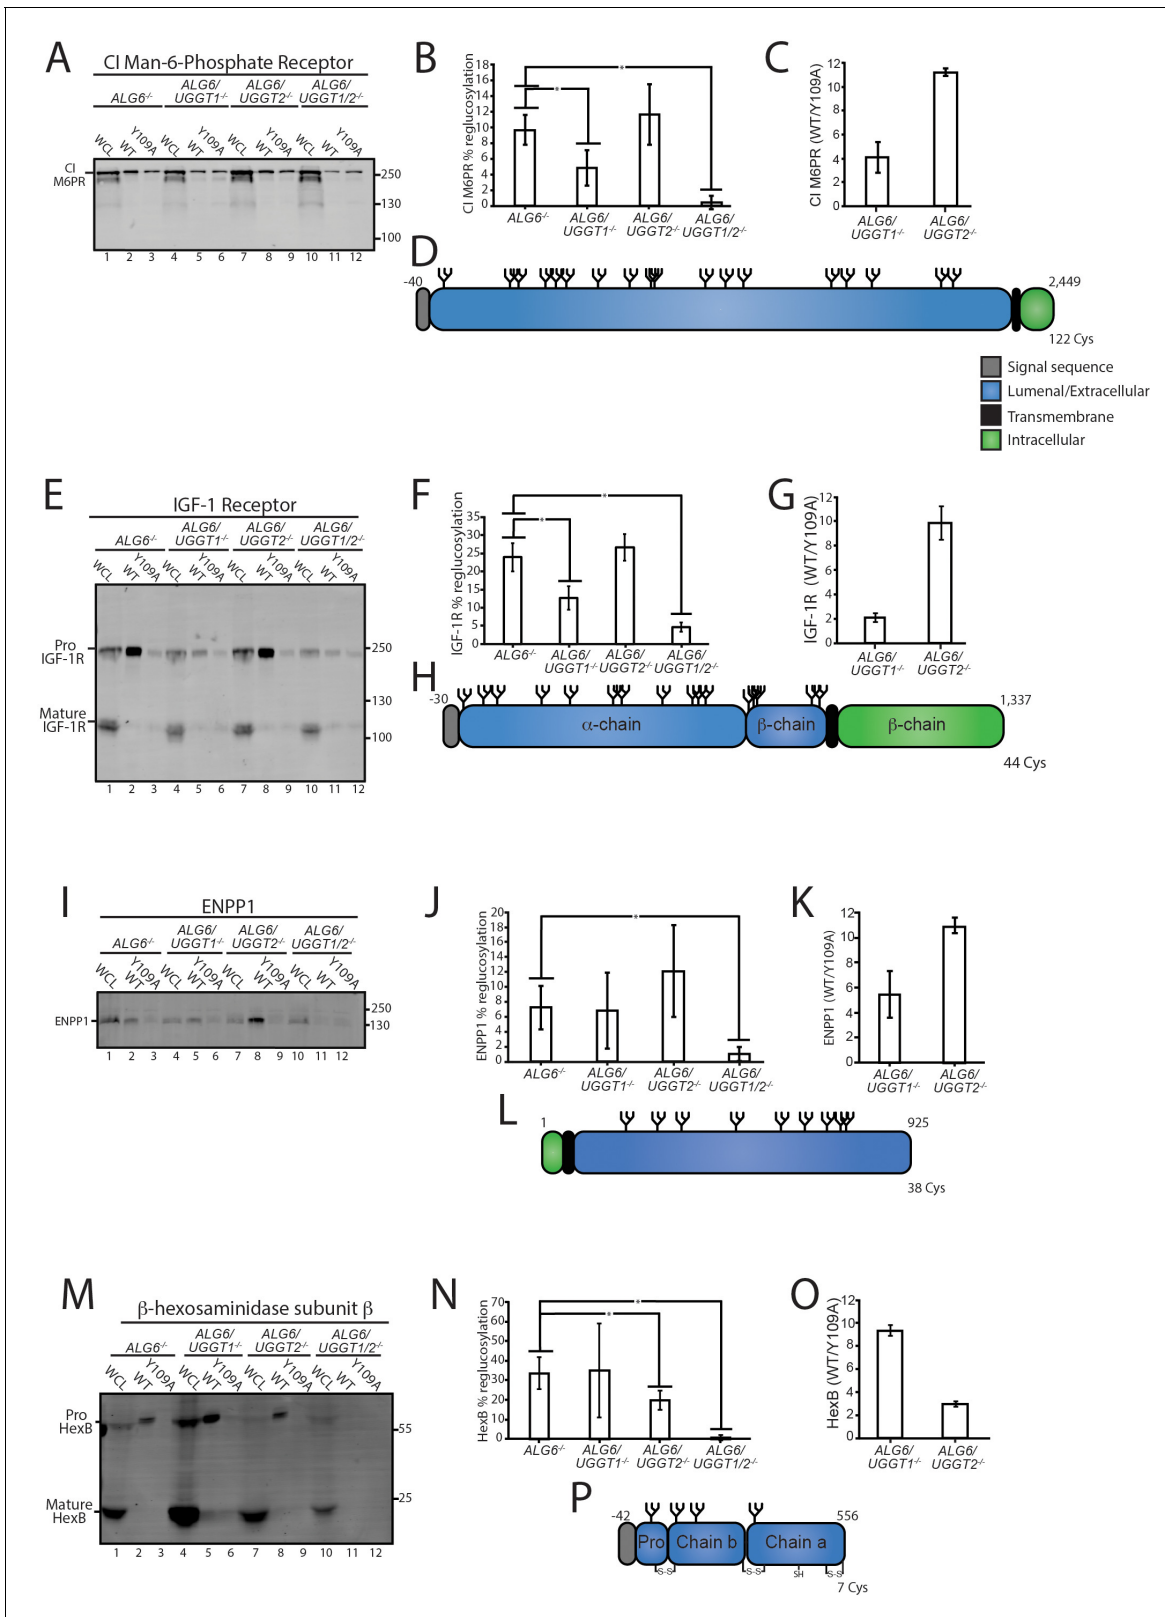 A
CI Man-6-Phosphate Receptor
ALG6-/-
ALG6/
UGGT1-/-
ALG6/
UGGT2-/-
ALG6/
UGGT1/2-/-
WCL WT Y109A WCL WT Y109A WCL WT Y109A WCL WT Y109A
CI
M6PR
250
130
100
1 2 3 4 5 6 7 8 9 10 11 12
B
CI M6PR % reglucosylation
18
16
14
12
10
8
6
4
2
0
*
*
ALG6-/-
ALG6/
UGGT1-/-
ALG6/
UGGT2-/-
ALG6/
UGGT1/2-/-
C
CI M6PR (WT/Y109A)
12
10
8
6
4
2
0
ALG6/
UGGT1-/-
ALG6/
UGGT2-/-
D
-40
2,449
122 Cys
Signal sequence
Lumenal/Extracellular
Transmembrane
Intracellular
E
IGF-1 Receptor
ALG6-/-
ALG6/
UGGT1-/-
ALG6/
UGGT2-/-
ALG6/
UGGT1/2-/-
WCL WT Y109A WCL WT Y109A WCL WT Y109A WCL WT Y109A
Pro
IGF-1R
Mature
IGF-1R
250
130
100
1 2 3 4 5 6 7 8 9 10 11 12
F
IGF-1R % reglucosylation
35
30
25
20
15
10
5
0
*
*
ALG6-/-
ALG6/
UGGT1-/-
ALG6/
UGGT2-/-
ALG6/
UGGT1/2-/-
G
IGF-1R (WT/Y109A)
12
10
8
6
4
2
0
ALG6/
UGGT1-/-
ALG6/
UGGT2-/-
H
-30
1,337
α-chain
β-chain
β-chain
44 Cys
I
ENPP1
ALG6-/-
ALG6/
UGGT1-/-
ALG6/
UGGT2-/-
ALG6/
UGGT1/2-/-
WCL WT Y109A WCL WT Y109A WCL WT Y109A WCL WT Y109A
ENPP1
250
130
1 2 3 4 5 6 7 8 9 10 11 12
J
ENPP1 % reglucosylation
20
18
16
14
12
10
8
6
4
2
0
*
ALG6-/-
ALG6/
UGGT1-/-
ALG6/
UGGT2-/-
ALG6/
UGGT1/2-/-
K
ENPP1 (WT/Y109A)
12
10
8
6
4
2
0
ALG6/
UGGT1-/-
ALG6/
UGGT2-/-
L
1
925
38 Cys
M
β-hexosaminidase subunit β
ALG6-/-
ALG6/
UGGT1-/-
ALG6/
UGGT2-/-
ALG6/
UGGT1/2-/-
WCL WT Y109A WCL WT Y109A WCL WT Y109A WCL WT Y109A
Pro
HexB
Mature
HexB
55
25
1 2 3 4 5 6 7 8 9 10 11 12
N
HexB % reglucosylation
70
60
50
40
30
20
10
0
*
*
ALG6-/-
ALG6/
UGGT1-/-
ALG6/
UGGT2-/-
ALG6/
UGGT1/2-/-
O
HexB (WT/Y109A)
12
10
8
6
4
2
0
ALG6/
UGGT1-/-
ALG6/
UGGT2-/-
P
-42
556
Pro
Chain b
Chain a
S-S
S-S
SH
S-S
7 Cys